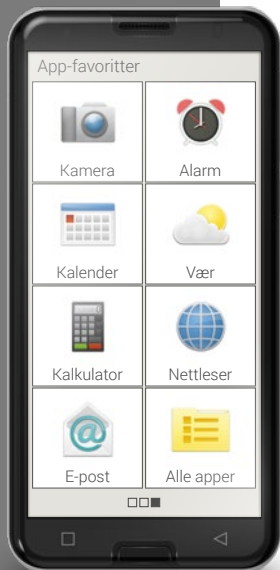 App-favoritter
Kamera
Alarm
Kalender
Vær
Kalkulator
Nettleser
E-post
Alle apper